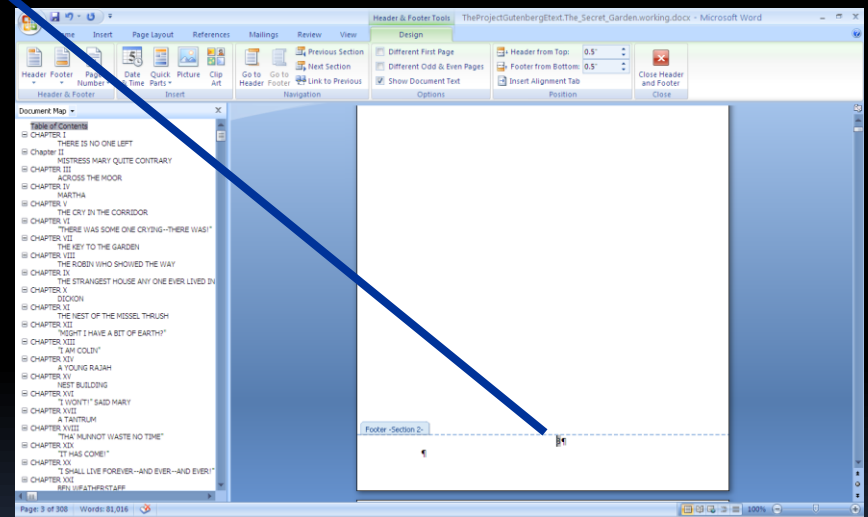 Header & Footer Tools TheProjectGutenbergEtext.The_Secret_Garden.working.docx - Microsoft Word
Home Insert Page Layout References Mailings Review View Design
Header Footer Page Number
Header & Footer
Date & Time Quick Parts Picture Clip Art
Insert
Go to Header Go to Footer Previous Section
Next Section
Link to Previous
Navigation
Different First Page
Different Odd & Even Pages
Show Document Text
Options
Header from Top: 0.5"
Footer from Bottom: 0.5"
Insert Alignment Tab
Position
Close Header and Footer
Close
Document Map
Table of Contents
CHAPTER I
THERE IS NO ONE LEFT
Chapter II
MISTRESS MARY QUITE CONTRARY
CHAPTER III
ACROSS THE MOOR
CHAPTER IV
MARTHA
CHAPTER V
THE CRY IN THE CORRIDOR
CHAPTER VI
"THERE WAS SOME ONE CRYING--THERE WAS!"
CHAPTER VII
THE KEY TO THE GARDEN
CHAPTER VIII
THE ROBIN WHO SHOWED THE WAY
CHAPTER IX
THE STRANGEST HOUSE ANY ONE EVER LIVED IN
CHAPTER X
DICKON
CHAPTER XI
THE NEST OF THE MISSEL THRUSH
CHAPTER XII
"MIGHT I HAVE A BIT OF EARTH?"
CHAPTER XIII
"I AM COLIN"
CHAPTER XIV
A YOUNG RAJAH
CHAPTER XV
NEST BUILDING
CHAPTER XVI
"I WON'T!" SAID MARY
CHAPTER XVII
A TANTRUM
CHAPTER XVIII
"THA' MUNNOT WASTE NO TIME"
CHAPTER XIX
"IT HAS COME!"
CHAPTER XX
"I SHALL LIVE FOREVER--AND EVER--AND EVER!"
CHAPTER XXI
BEN WEATHERSTAFF
Footer -Section 2-
¶
¶
Page: 3 of 308 Words: 81,016 100%